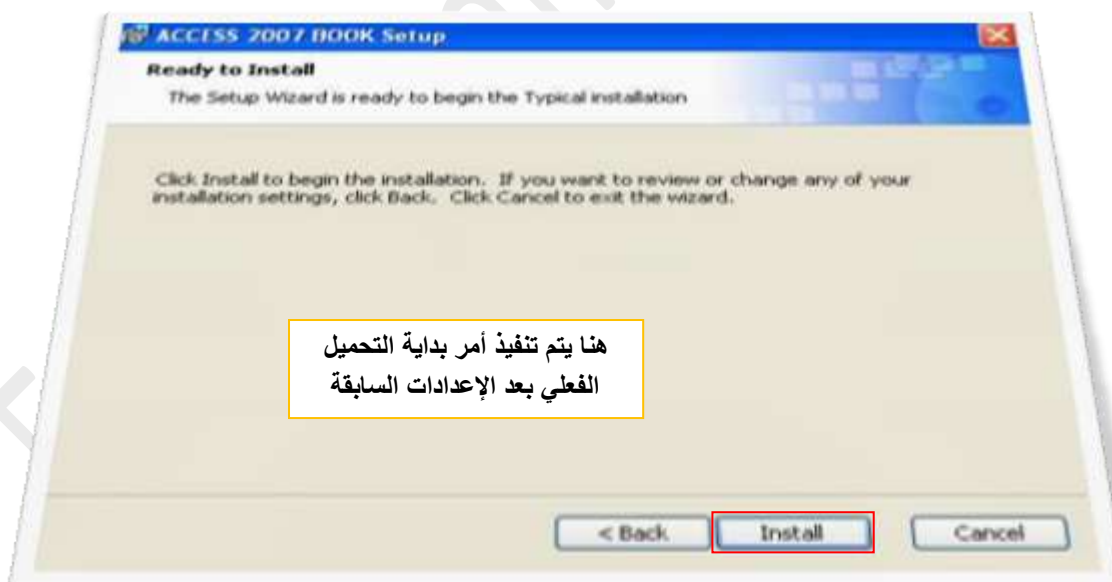 ACCESS 2007 BOOK Setup
Ready to Install
The Setup Wizard is ready to begin the Typical installation
Click Install to begin the installation. If you want to review or change any of your
installation settings, click Back. Click Cancel to exit the wizard.
هنا يتم تنفيذ أمر بداية التحميل
الفعلي بعد الإعدادات السابقة
< Back
Install
Cancel